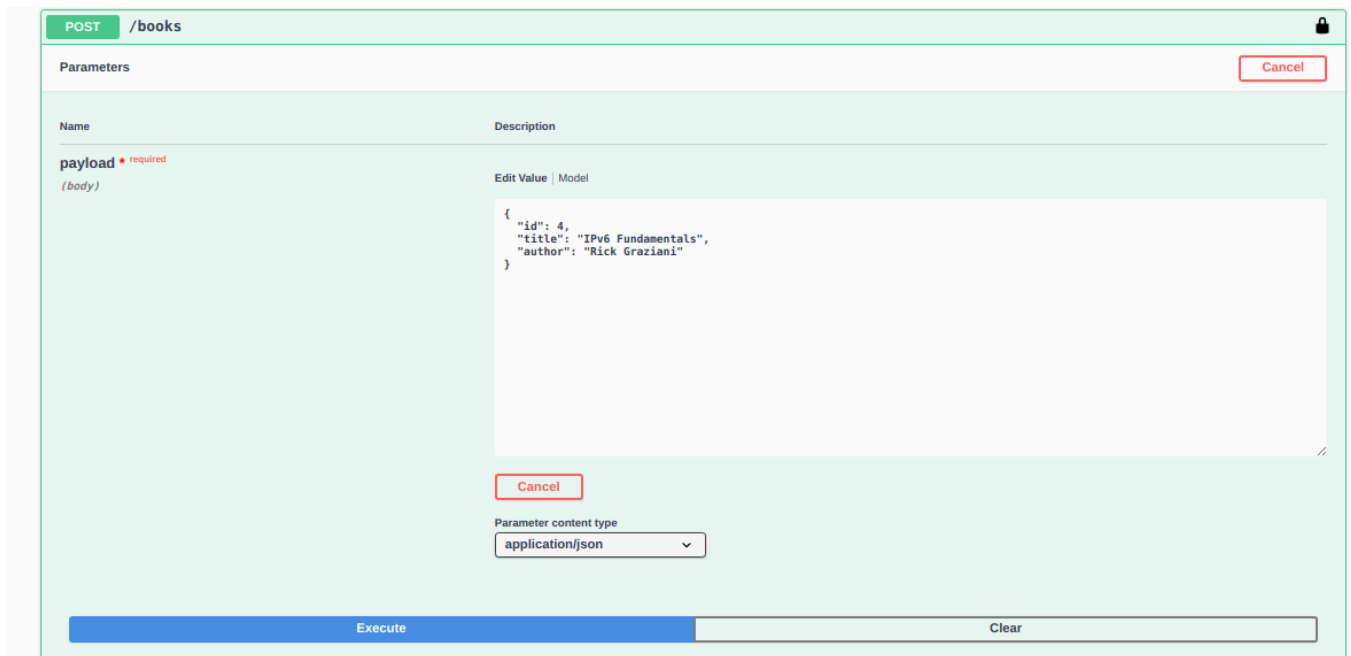 POST /books
Parameters Cancel
Name Description
payload * required
(body)
Edit Value | Model
{
  "id": 4,
  "title": "IPv6 Fundamentals",
  "author": "Rick Graziani"
}
Cancel
Parameter content type
application/json
Execute Clear